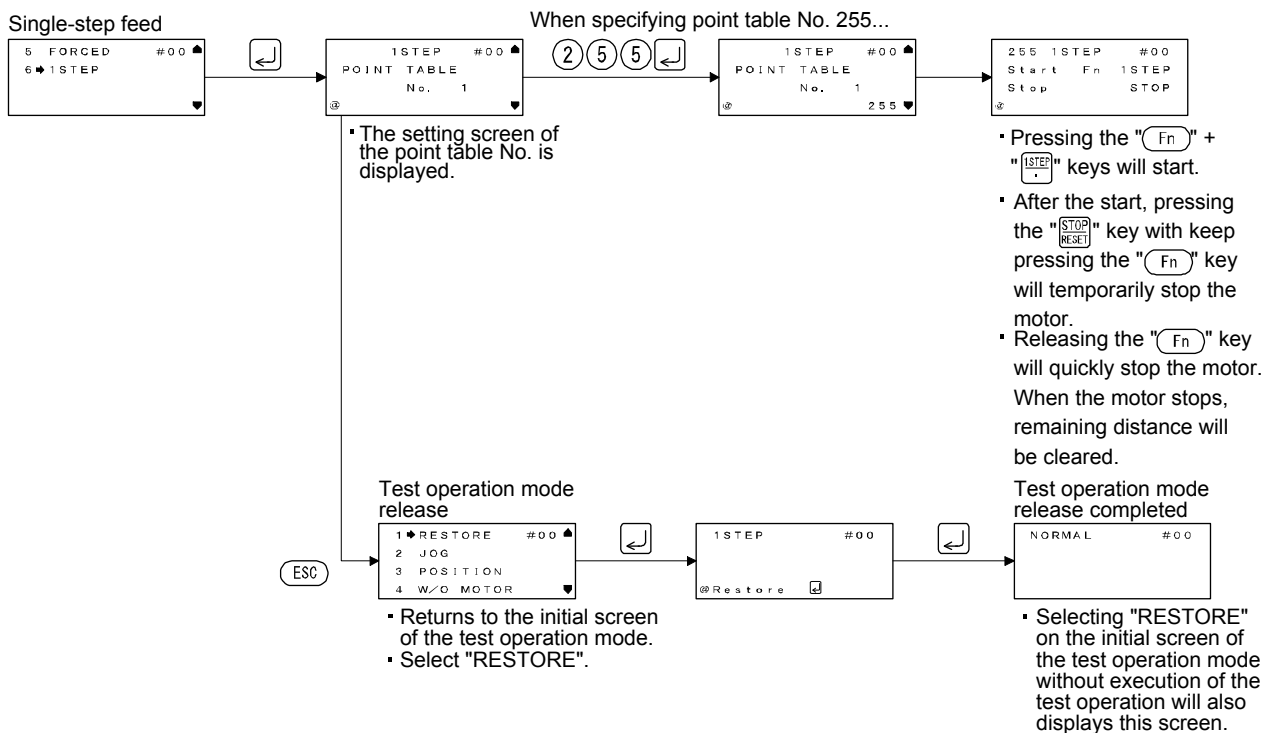 Single-step feed
When specifying point table No. 255...
5 FORCED #00
6 1STEP
1STEP #00
POINT TABLE
No. 1
@
2 5 5
1STEP #00
POINT TABLE
No. 1
@ 255
255 1STEP #00
Start Fn 1STEP
Stop STOP
@
The setting screen of
the point table No. is
displayed.
Pressing the "Fn" +
"1STEP ." keys will start.
After the start, pressing
the "STOP RESET" key with keep
pressing the "Fn" key
will temporarily stop the
motor.
Releasing the "Fn" key
will quickly stop the motor.
When the motor stops,
remaining distance will
be cleared.
Test operation mode
release
ESC
1 RESTORE #00
2 JOG
3 POSITION
4 W/O MOTOR
1STEP #00
@Restore
Test operation mode
release completed
NORMAL #00
Returns to the initial screen
of the test operation mode.
Select "RESTORE".
Selecting "RESTORE"
on the initial screen of
the test operation mode
without execution of the
test operation will also
displays this screen.